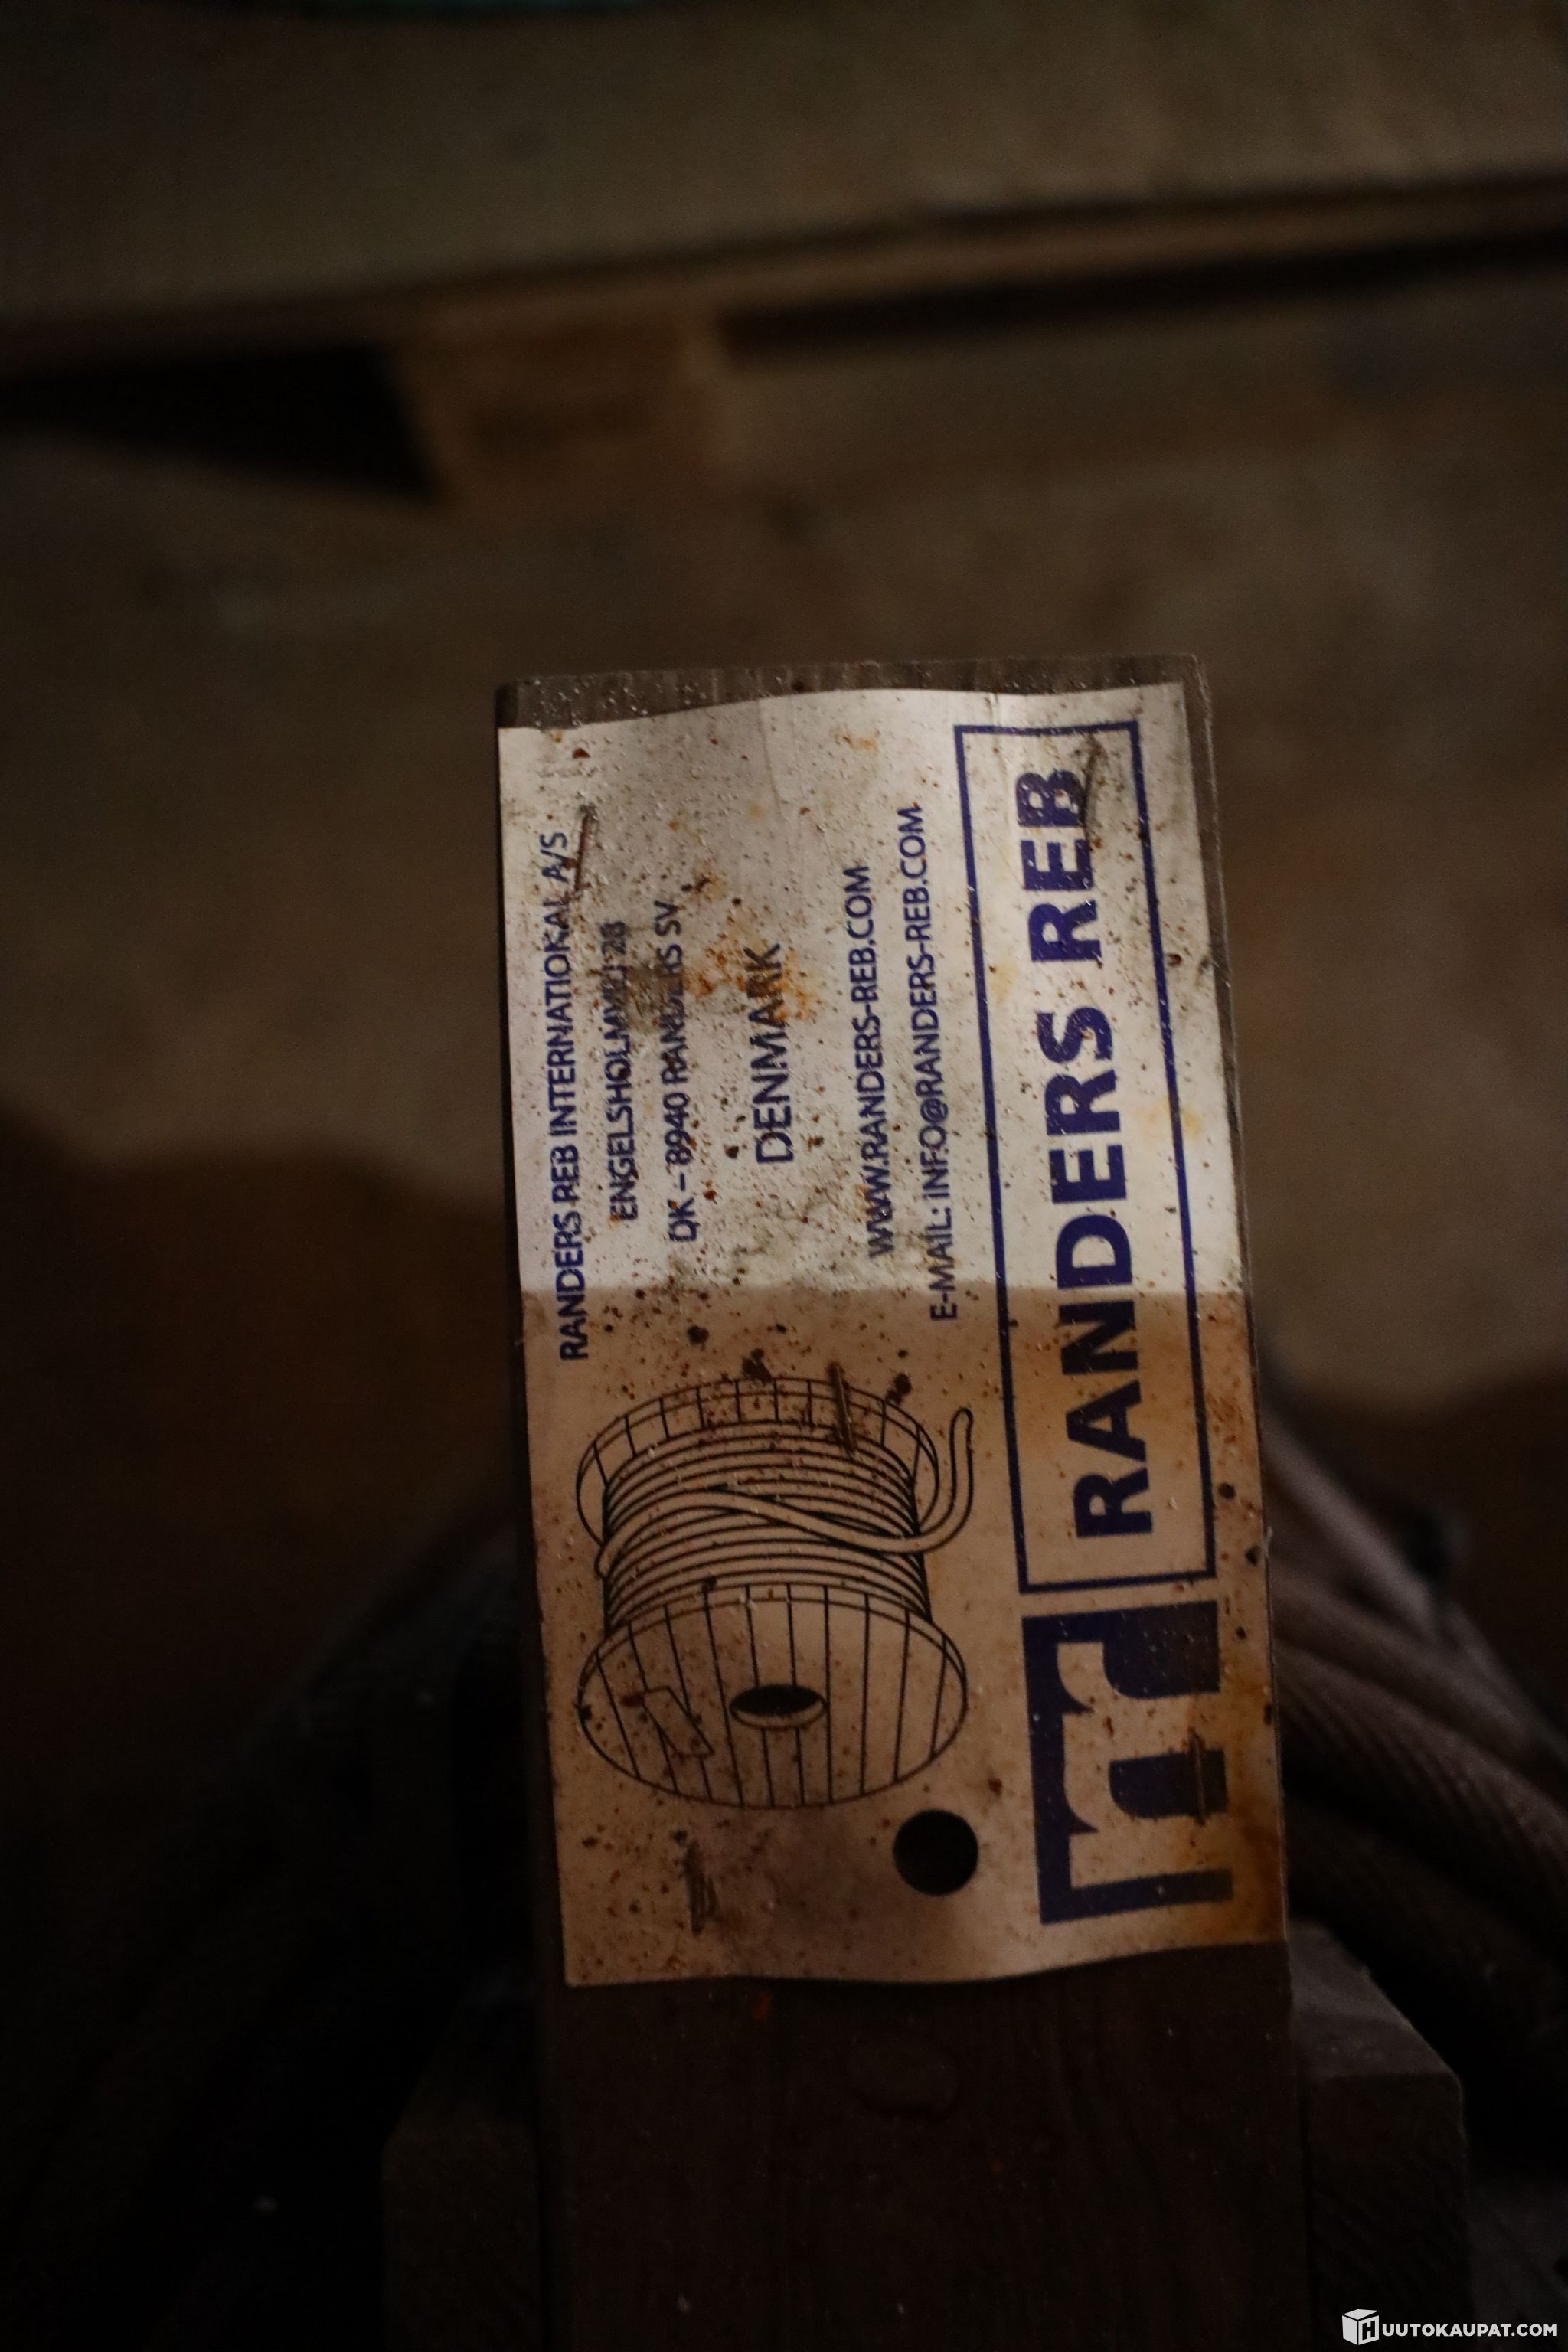 RANDERS REB INTERNATIONAL A/S
ENGELSHOLMVEJ 28
DK – 8940 RANDERS SV
DENMARK
WWW.RANDERS-REB.COM
E-MAIL: INFO@RANDERS-REB.COM
rr RANDERS REB
HUUTOKAUPAT.COM